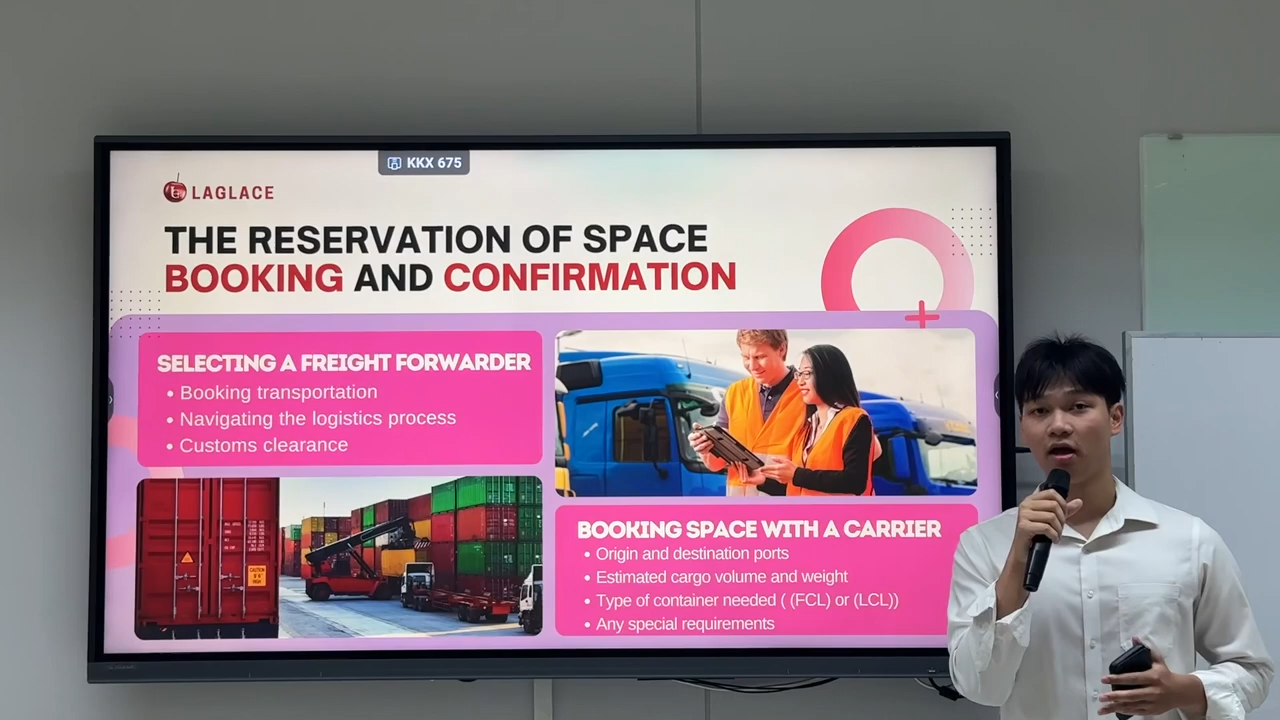 KKX 675
LAGLACE
THE RESERVATION OF SPACE
BOOKING AND CONFIRMATION
SELECTING A FREIGHT FORWARDER
• Booking transportation
• Navigating the logistics process
• Customs clearance
CAUTION
BOOKING SPACE WITH A CARRIER
• Origin and destination ports
• Estimated cargo volume and weight
• Type of container needed ( (FCL) or (LCL))
• Any special requirements